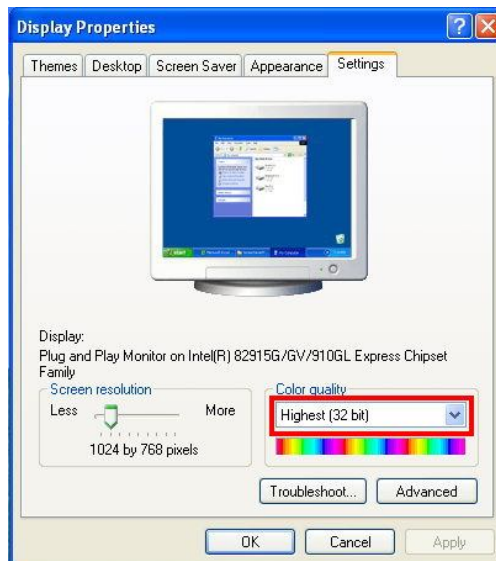 Display Properties
Themes Desktop Screen Saver Appearance Settings
Display:
Plug and Play Monitor on Intel(R) 82915G/GV/910GL Express Chipset
Family
Screen resolution
Less More
1024 by 768 pixels
Color quality
Highest (32 bit)
Troubleshoot... Advanced
OK Cancel Apply